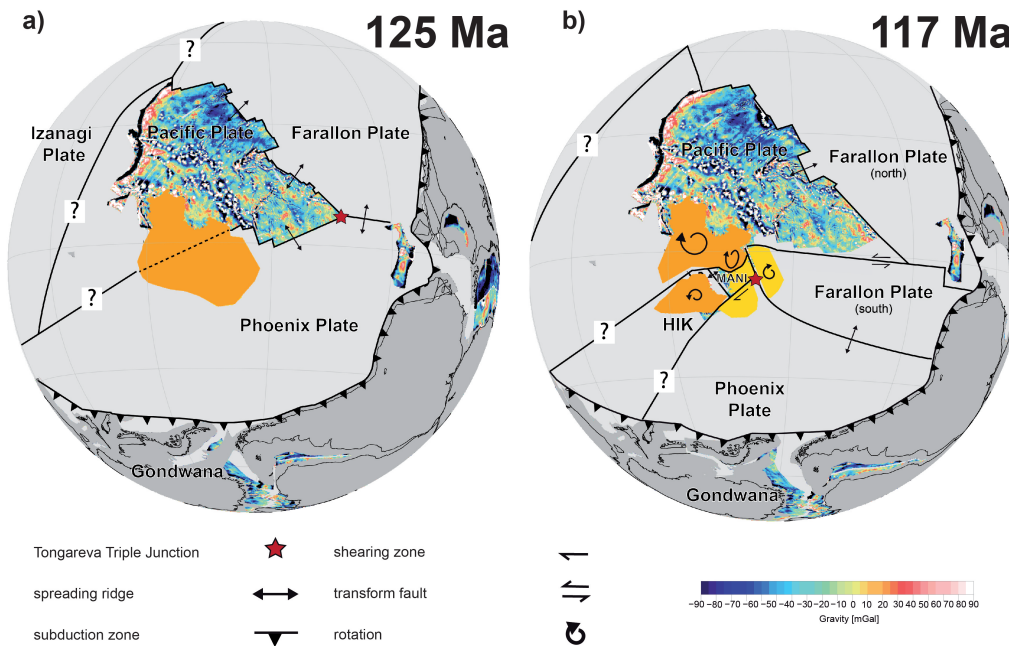 a)
125 Ma
?
Izanagi
Plate
Pacific Plate
Farallon Plate
?
?
Phoenix Plate
Gondwana
b)
117 Ma
?
Pacific Plate
Farallon Plate
(north)
MANI
Farallon Plate
(south)
HIK
?
?
Phoenix
Plate
Gondwana
Tongareva Triple Junction
shearing zone
spreading ridge
transform fault
subduction zone
rotation
−90 −80 −70 −60 −50 −40 −30 −20 −10 0 10 20 30 40 50 60 70 80 90
Gravity [mGal]